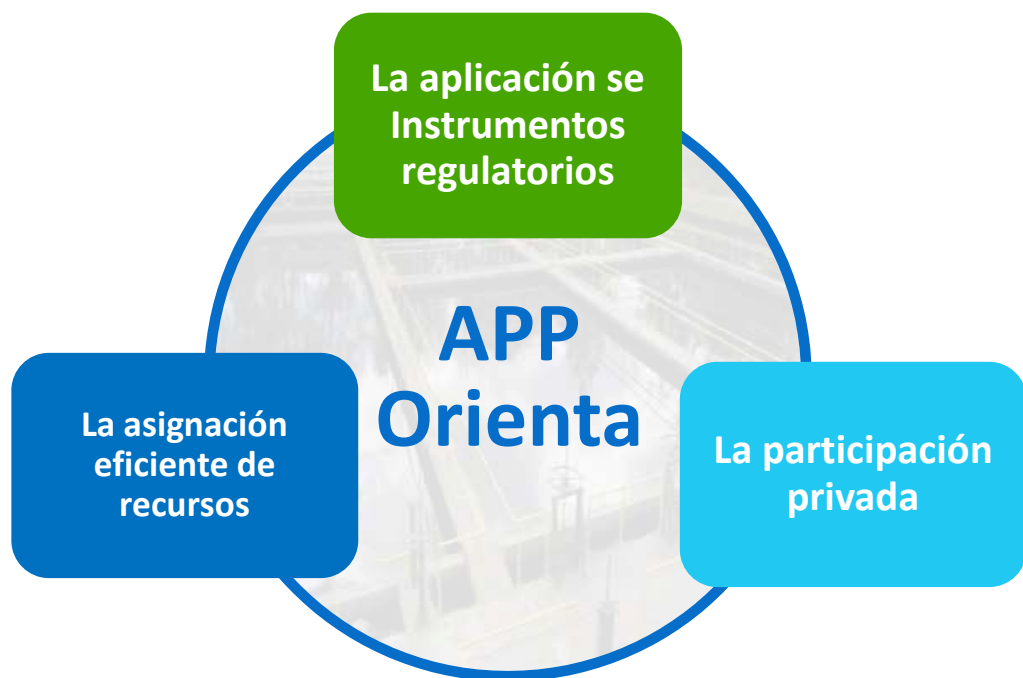 La aplicación se
Instrumentos
regulatorios
APP
Orienta
La asignación
eficiente de
recursos
La participación
privada